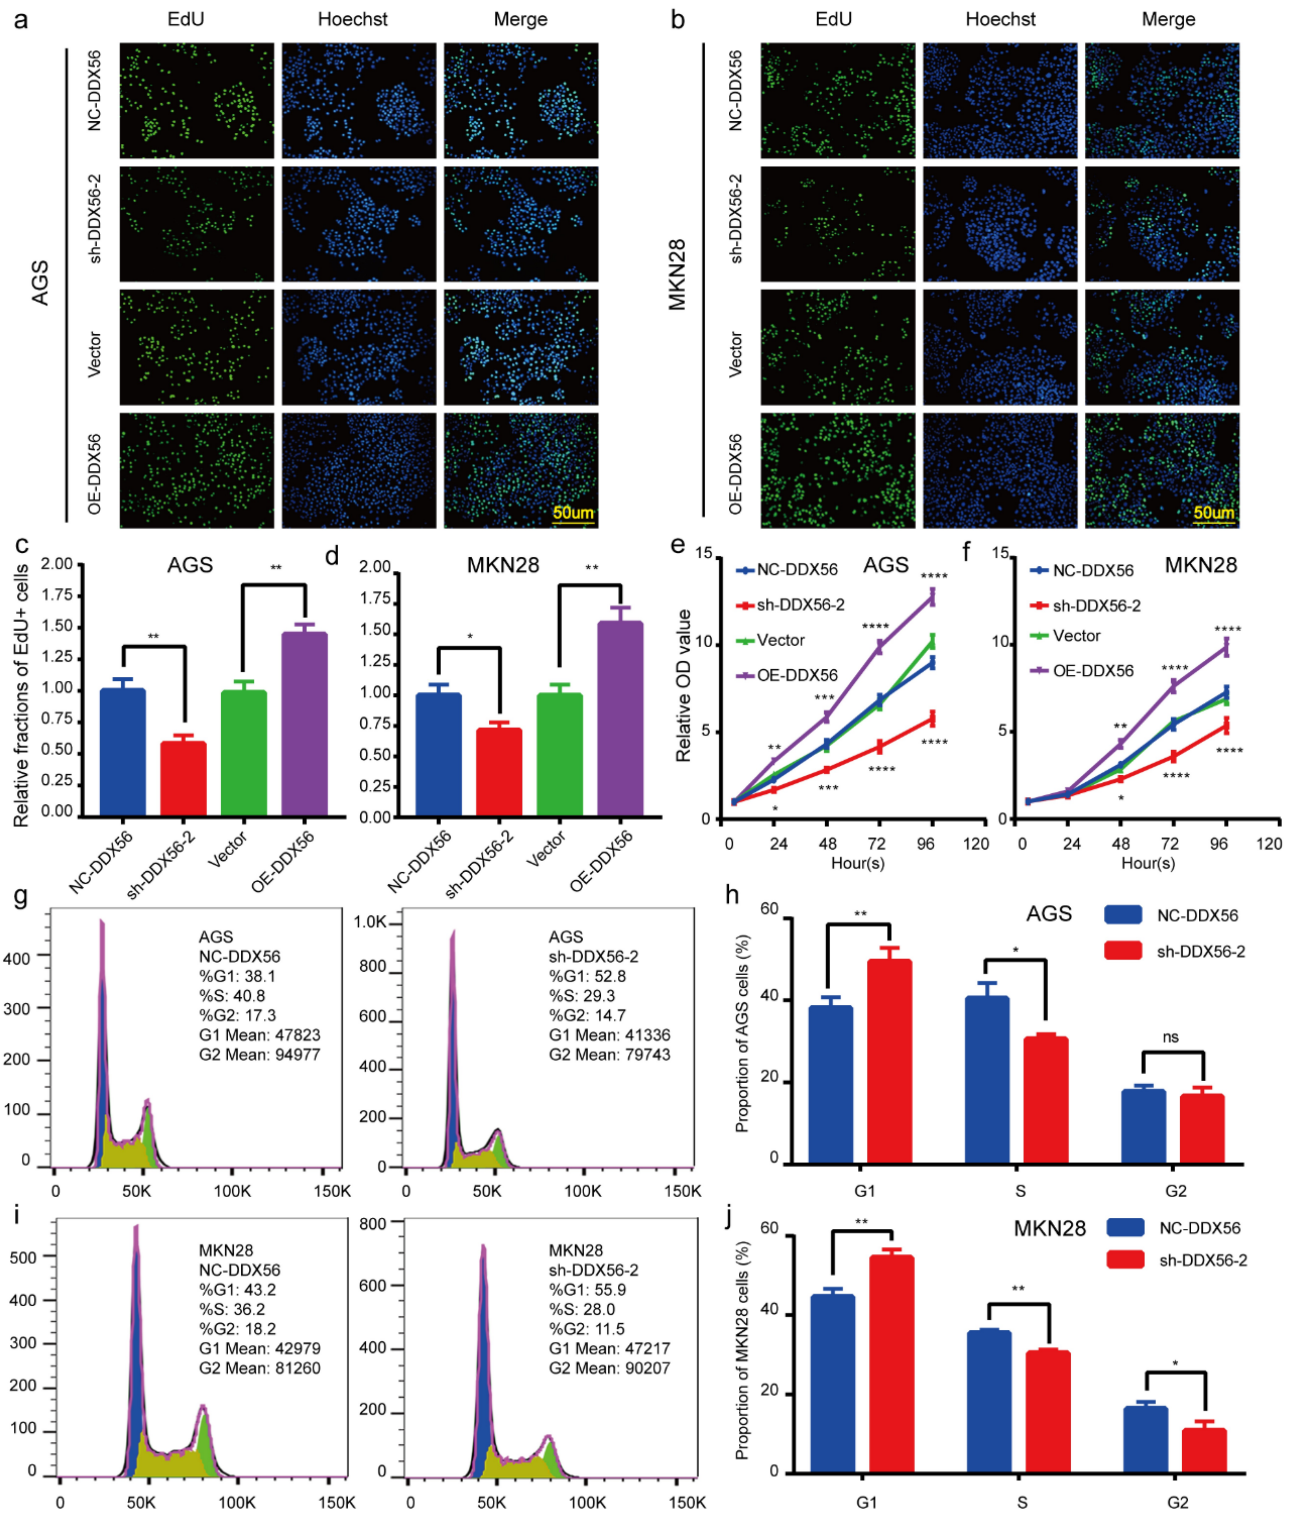 a
EdU
Hoechst
Merge
AGS
NC-DDX56
sh-DDX56-2
Vector
OE-DDX56
50um
b
EdU
Hoechst
Merge
MKN28
NC-DDX56
sh-DDX56-2
Vector
OE-DDX56
50um
c
AGS
Relative fractions of EdU+ cells
2.00
1.75
1.50
1.25
1.00
0.75
0.50
0.25
0.00
**
**
NC-DDX56
sh-DDX56-2
Vector
OE-DDX56
d
MKN28
2.00
1.75
1.50
1.25
1.00
0.75
0.50
0.25
0.00
*
**
NC-DDX56
sh-DDX56-2
Vector
OE-DDX56
e
AGS
Relative OD value
15
10
5
0
NC-DDX56
sh-DDX56-2
Vector
OE-DDX56
**
***
****
****
*
***
****
****
0 24 48 72 96 120
Hour(s)
f
MKN28
15
10
5
0
NC-DDX56
sh-DDX56-2
Vector
OE-DDX56
**
****
****
*
****
****
0 24 48 72 96 120
Hour(s)
g
400
300
200
100
0
AGS
NC-DDX56
%G1: 38.1
%S: 40.8
%G2: 17.3
G1 Mean: 47823
G2 Mean: 94977
0 50K 100K 150K
1.0K
800
600
400
200
0
AGS
sh-DDX56-2
%G1: 52.8
%S: 29.3
%G2: 14.7
G1 Mean: 41336
G2 Mean: 79743
0 50K 100K 150K
h
AGS
NC-DDX56
sh-DDX56-2
Proportion of AGS cells (%)
60
40
20
0
**
*
ns
G1 S G2
i
500
400
300
200
100
0
MKN28
NC-DDX56
%G1: 43.2
%S: 36.2
%G2: 18.2
G1 Mean: 42979
G2 Mean: 81260
0 50K 100K 150K
800
600
400
200
0
MKN28
sh-DDX56-2
%G1: 55.9
%S: 28.0
%G2: 11.5
G1 Mean: 47217
G2 Mean: 90207
0 50K 100K 150K
j
MKN28
NC-DDX56
sh-DDX56-2
Proportion of MKN28 cells (%)
60
40
20
0
**
**
*
G1 S G2